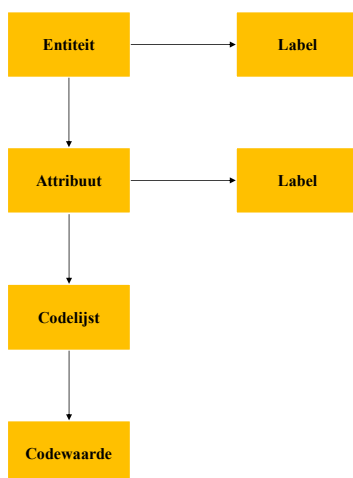 Entiteit
Label
Attribuut
Label
Codelijst
Codewaarde